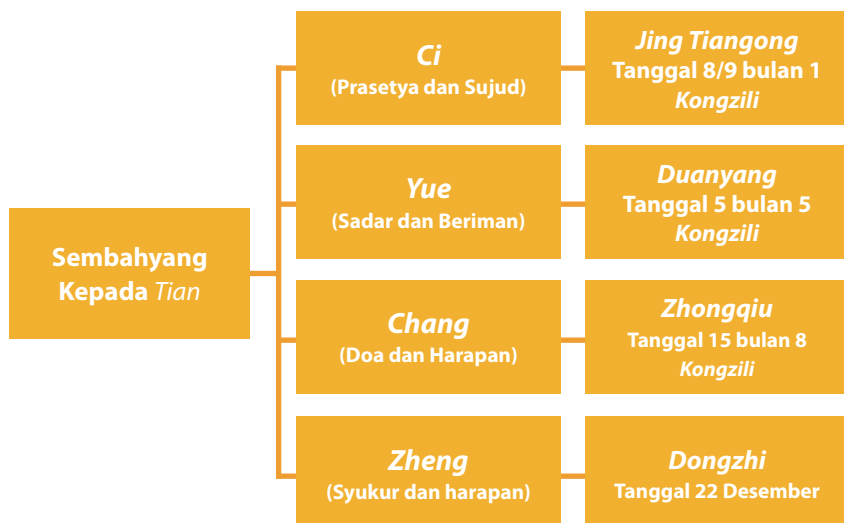 Sembahyang
Kepada Tian
Ci
(Prasetya dan Sujud)
Jing Tiangong
Tanggal 8/9 bulan 1
Kongzili
Yue
(Sadar dan Beriman)
Duanyang
Tanggal 5 bulan 5
Kongzili
Chang
(Doa dan Harapan)
Zhongqiu
Tanggal 15 bulan 8
Kongzili
Zheng
(Syukur dan harapan)
Dongzhi
Tanggal 22 Desember